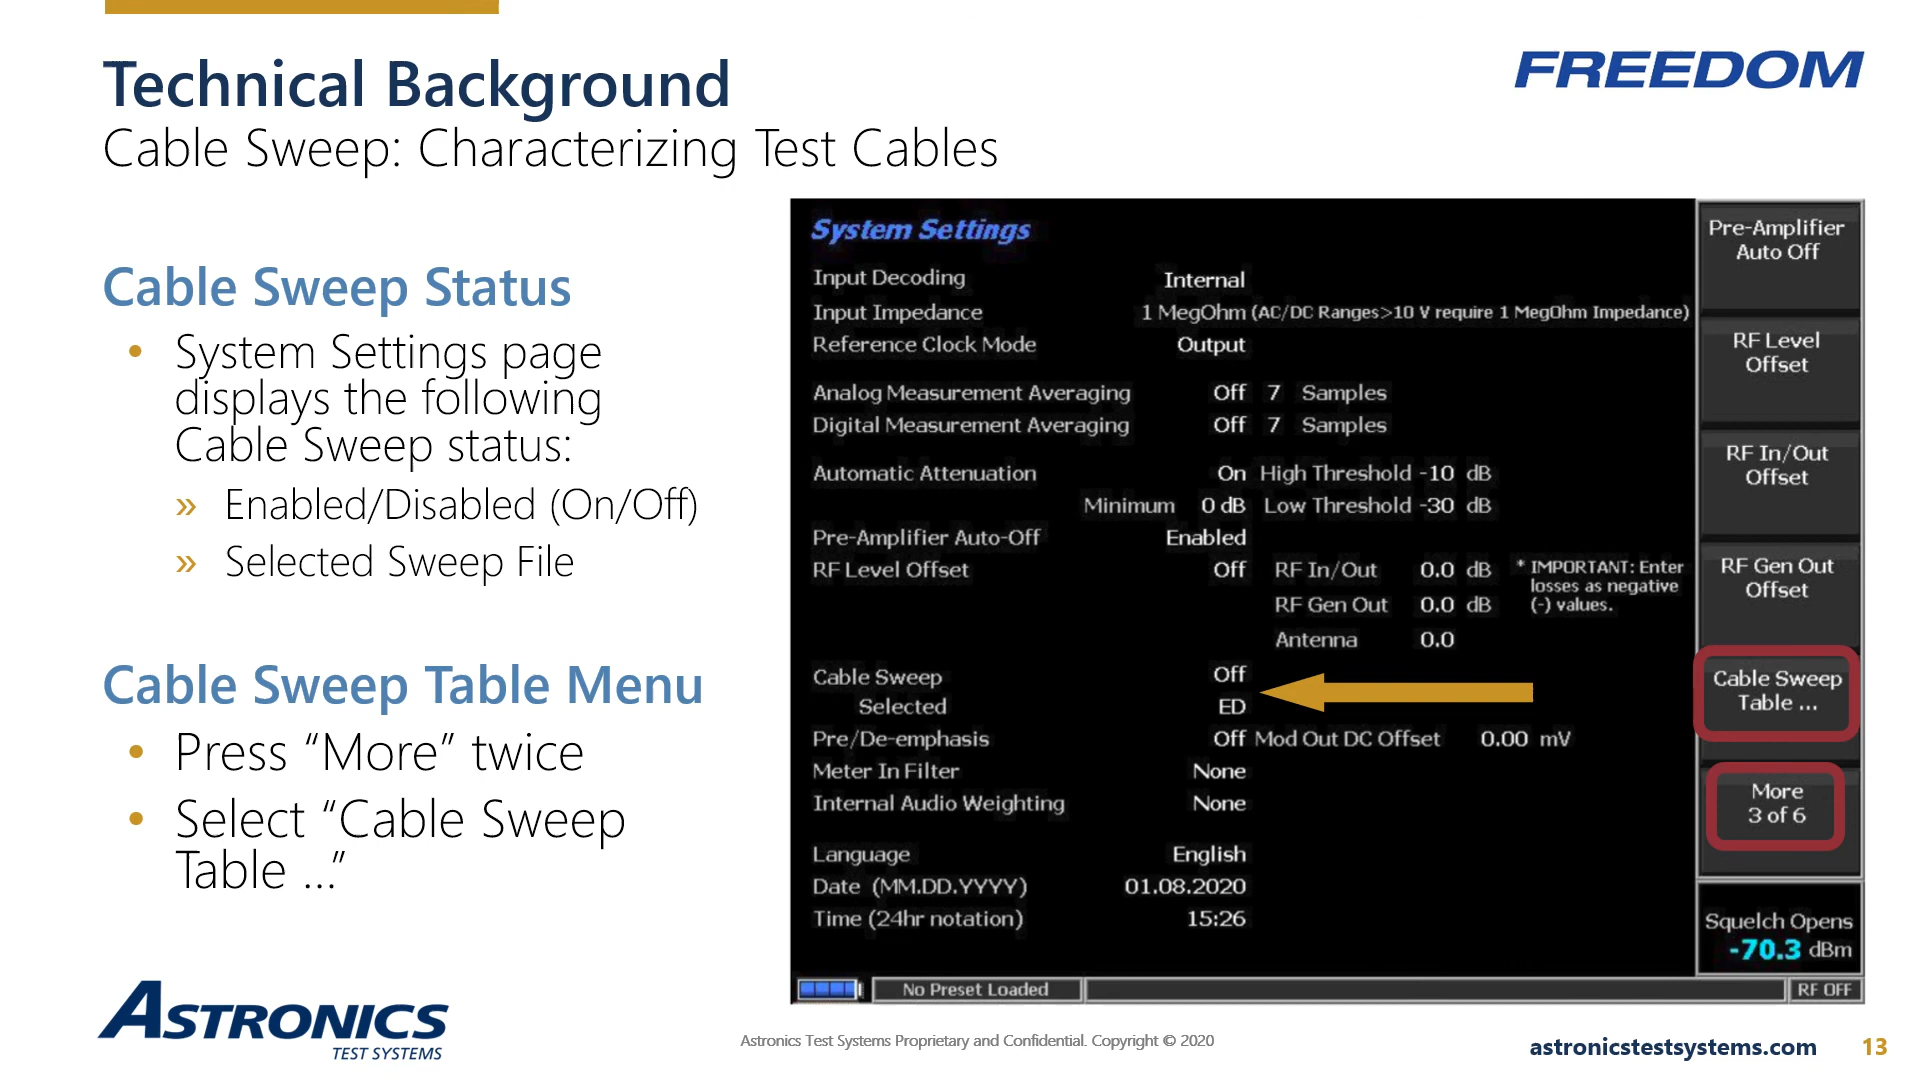 Technical Background
FREEDOM
Cable Sweep: Characterizing Test Cables
Cable Sweep Status
• System Settings page
displays the following
Cable Sweep status:
» Enabled/Disabled (On/Off)
» Selected Sweep File
Cable Sweep Table Menu
• Press “More” twice
• Select “Cable Sweep
Table ...”
System Settings
Input Decoding Internal
Input Impedance 1 MegOhm (AC/DC Ranges>10 V require 1 MegOhm Impedance)
Reference Clock Mode Output
Analog Measurement Averaging Off 7 Samples
Digital Measurement Averaging Off 7 Samples
Automatic Attenuation On High Threshold -10 dB
Minimum 0 dB Low Threshold -30 dB
Pre-Amplifier Auto-Off Enabled
RF Level Offset Off RF In/Out 0.0 dB * IMPORTANT: Enter
losses as negative
RF Gen Out 0.0 dB (-) values.
Antenna 0.0
Cable Sweep Off
Selected ED
Pre/De-emphasis Off Mod Out DC Offset 0.00 mV
Meter In Filter None
Internal Audio Weighting None
Language English
Date (MM.DD.YYYY) 01.08.2020
Time (24hr notation) 15:26
Pre-Amplifier
Auto Off
RF Level
Offset
RF In/Out
Offset
RF Gen Out
Offset
Cable Sweep
Table ...
More
3 of 6
Squelch Opens
-70.3 dBm
No Preset Loaded RF OFF
ASTRONICS
TEST SYSTEMS
Astronics Test Systems Proprietary and Confidential. Copyright © 2020
astronicstestsystems.com 13